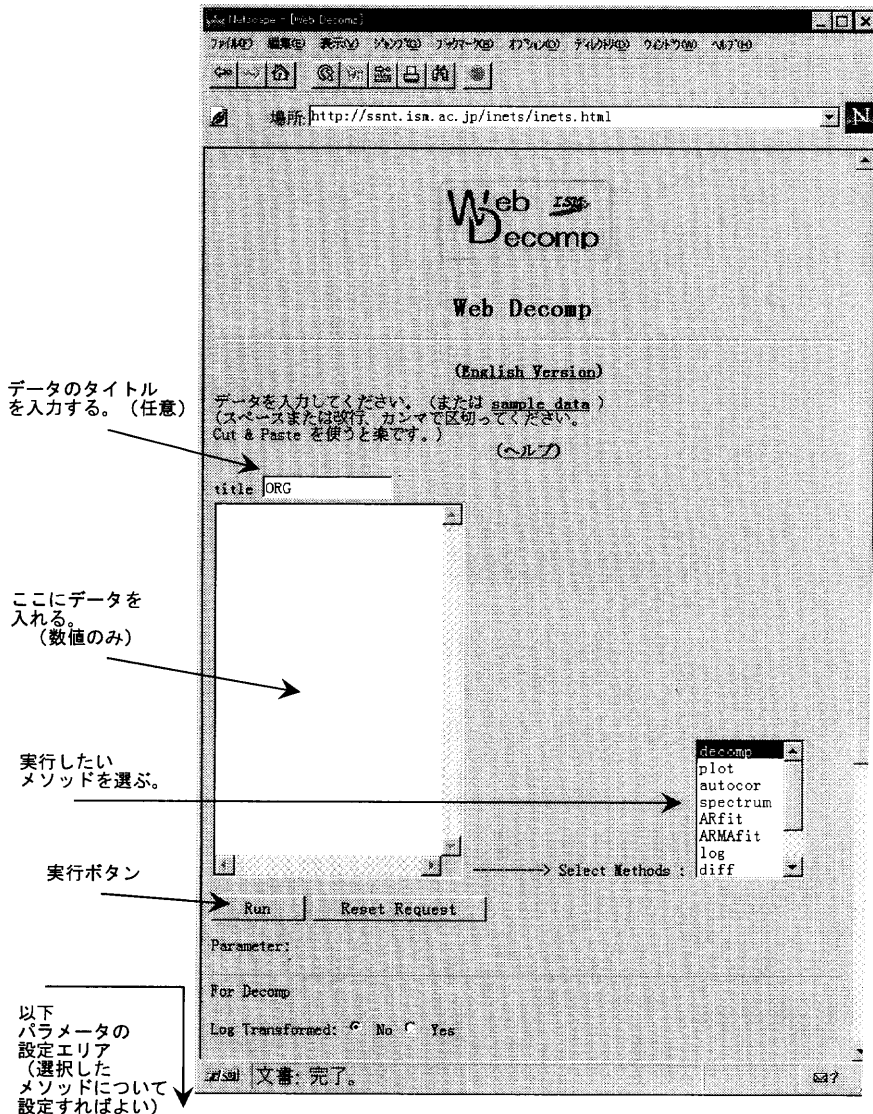 Netscape - [Web Decomp]
ファイル(F) 編集(E) 表示(V) ジャンプ(G) ブックマーク(B) オプション(O) ディレクトリ(D) ウィンドウ(W) ヘルプ(H)
場所: http://ssnt.ism.ac.jp/inets/inets.html
N
Web ISM
Decomp
Web Decomp
(English Version)
データのタイトル
を入力する。(任意)
データを入力してください。(または sample data )
(スペースまたは改行、カンマで区切ってください。
Cut & Paste を使うと楽です。)
(ヘルプ)
title ORG
ここにデータを
入れる。
(数値のみ)
実行したい
メソッドを選ぶ。
decomp
plot
autocor
spectrum
ARfit
ARMAfit
log
diff
--------> Select Methods :
実行ボタン
Run Reset Request
Parameter:
For Decomp
Log Transformed: No Yes
以下
パラメータの
設定エリア
(選択した
メソッドについて
設定すればよい)
文書: 完了。
?